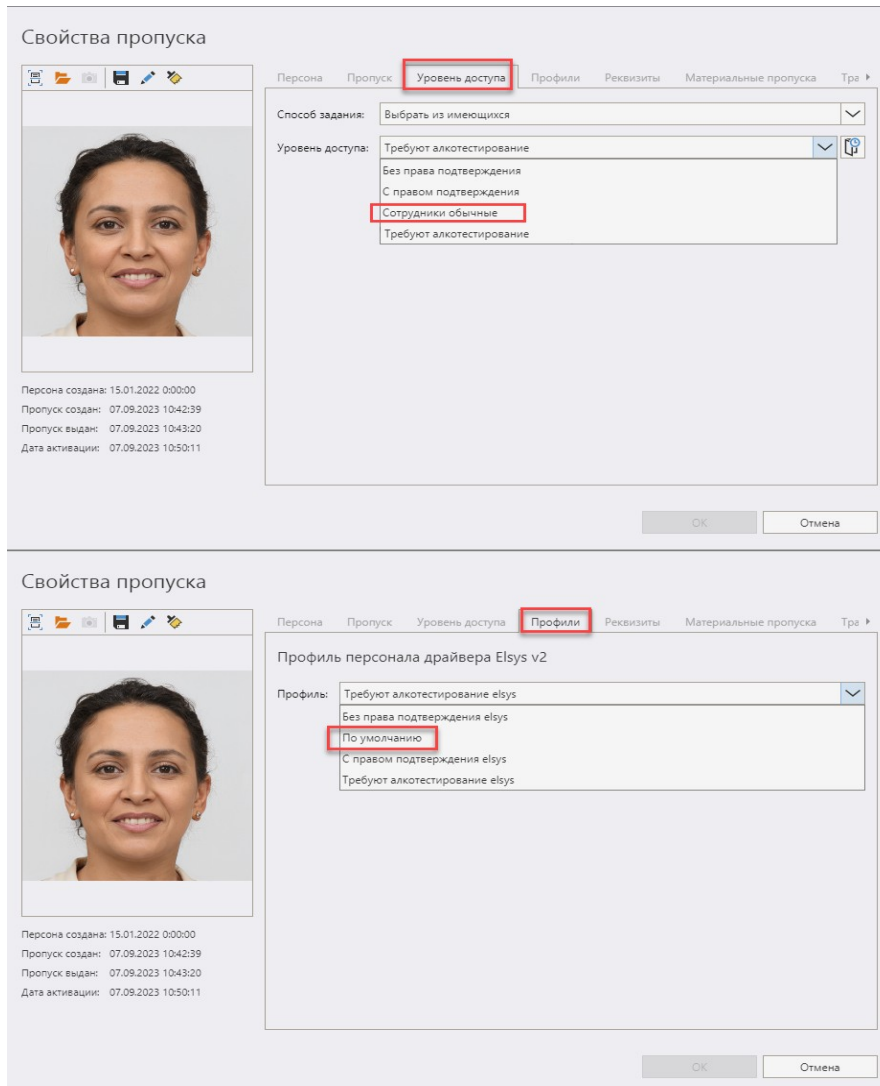 Свойства пропуска
Персона Пропуск Уровень доступа Профили Реквизиты Материальные пропуска Тра
Способ задания: Выбрать из имеющихся
Уровень доступа: Требуют алкотестирование
Без права подтверждения
С правом подтверждения
Сотрудники обычные
Требуют алкотестирование
Персона создана: 15.01.2022 0:00:00
Пропуск создан: 07.09.2023 10:42:39
Пропуск выдан: 07.09.2023 10:43:20
Дата активации: 07.09.2023 10:50:11
OK Отмена
Свойства пропуска
Персона Пропуск Уровень доступа Профили Реквизиты Материальные пропуска Тра
Профиль персонала драйвера Elsys v2
Профиль: Требуют алкотестирование elsys
Без права подтверждения elsys
По умолчанию
С правом подтверждения elsys
Требуют алкотестирование elsys
Персона создана: 15.01.2022 0:00:00
Пропуск создан: 07.09.2023 10:42:39
Пропуск выдан: 07.09.2023 10:43:20
Дата активации: 07.09.2023 10:50:11
OK Отмена